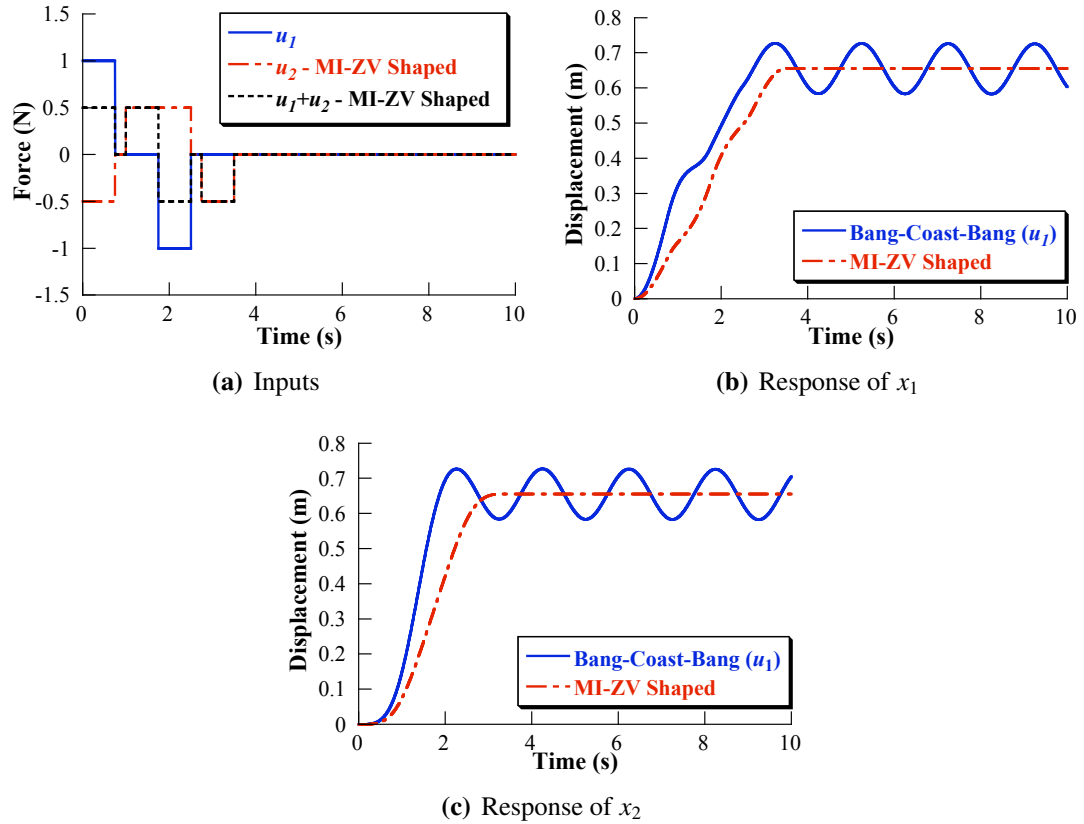 1.5
1
0.5
0
-0.5
-1
-1.5
Force (N)
u1
u2 - MI-ZV Shaped
u1+u2 - MI-ZV Shaped
0 2 4 6 8 10
Time (s)
(a) Inputs
0.8
0.7
0.6
0.5
0.4
0.3
0.2
0.1
0
Displacement (m)
Bang-Coast-Bang (u1)
MI-ZV Shaped
0 2 4 6 8 10
Time (s)
(b) Response of x1
0.8
0.7
0.6
0.5
0.4
0.3
0.2
0.1
0
Displacement (m)
Bang-Coast-Bang (u1)
MI-ZV Shaped
0 2 4 6 8 10
Time (s)
(c) Response of x2